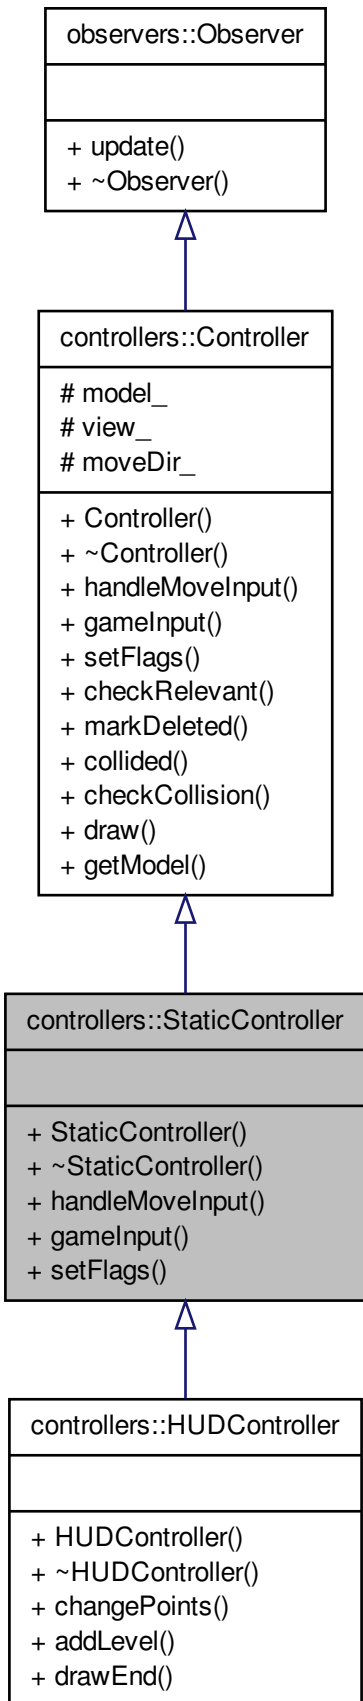 observers::Observer
+ update()
+ ~Observer()
controllers::Controller
# model_
# view_
# moveDir_
+ Controller()
+ ~Controller()
+ handleMoveInput()
+ gameInput()
+ setFlags()
+ checkRelevant()
+ markDeleted()
+ collided()
+ checkCollision()
+ draw()
+ getModel()
controllers::StaticController
+ StaticController()
+ ~StaticController()
+ handleMoveInput()
+ gameInput()
+ setFlags()
controllers::HUDController
+ HUDController()
+ ~HUDController()
+ changePoints()
+ addLevel()
+ drawEnd()